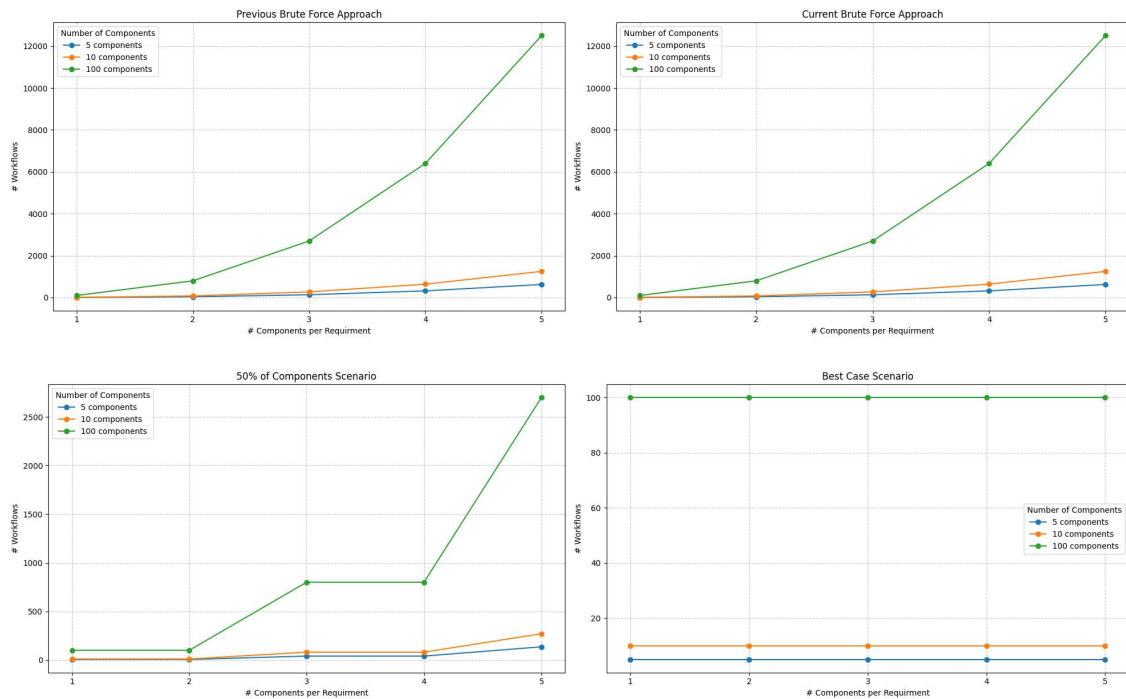 Previous Brute Force Approach
Number of Components
5 components
10 components
100 components
# Workflows
12000
10000
8000
6000
4000
2000
0
1
2
3
4
5
# Components per Requirment
Current Brute Force Approach
Number of Components
5 components
10 components
100 components
# Workflows
12000
10000
8000
6000
4000
2000
0
1
2
3
4
5
# Components per Requirment
50% of Components Scenario
Number of Components
5 components
10 components
100 components
# Workflows
2500
2000
1500
1000
500
0
1
2
3
4
5
# Components per Requirment
Best Case Scenario
Number of Components
5 components
10 components
100 components
# Workflows
100
80
60
40
20
1
2
3
4
5
# Components per Requirment